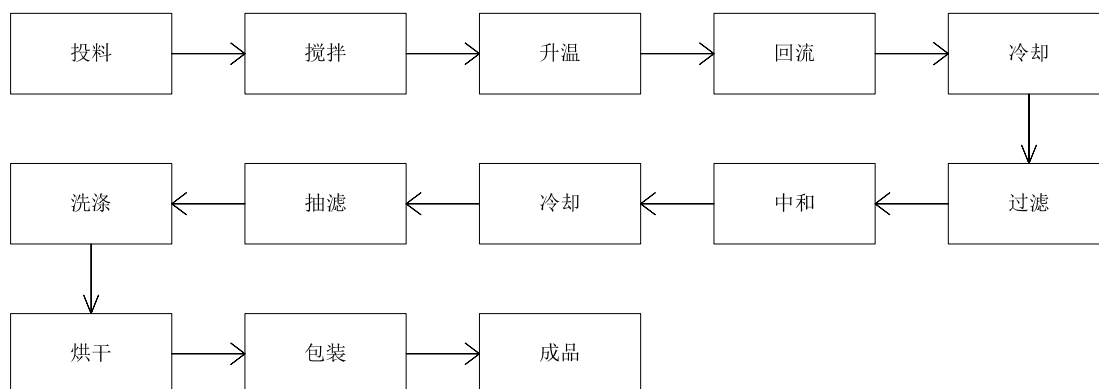 投料 搅拌 升温 回流 冷却
洗涤 抽滤 冷却 中和 过滤
烘干 包装 成品